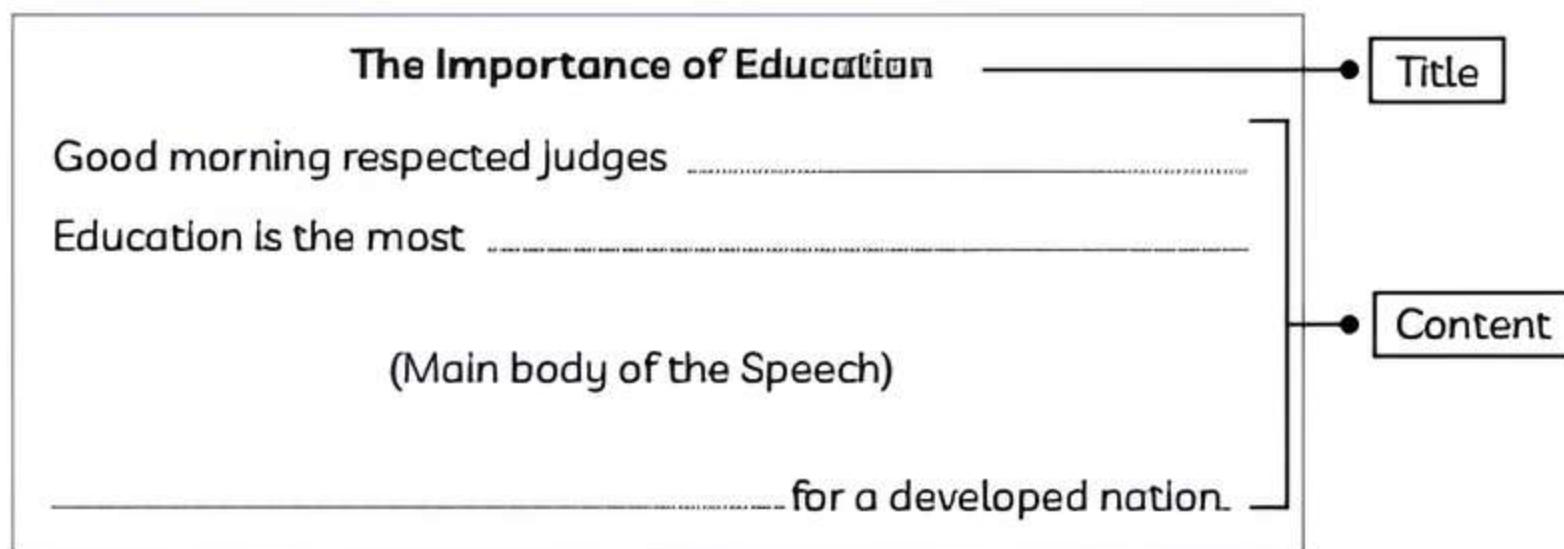 The Importance of Education
Title
Good morning respected Judges
Education is the most
(Main body of the Speech)
Content
for a developed nation.